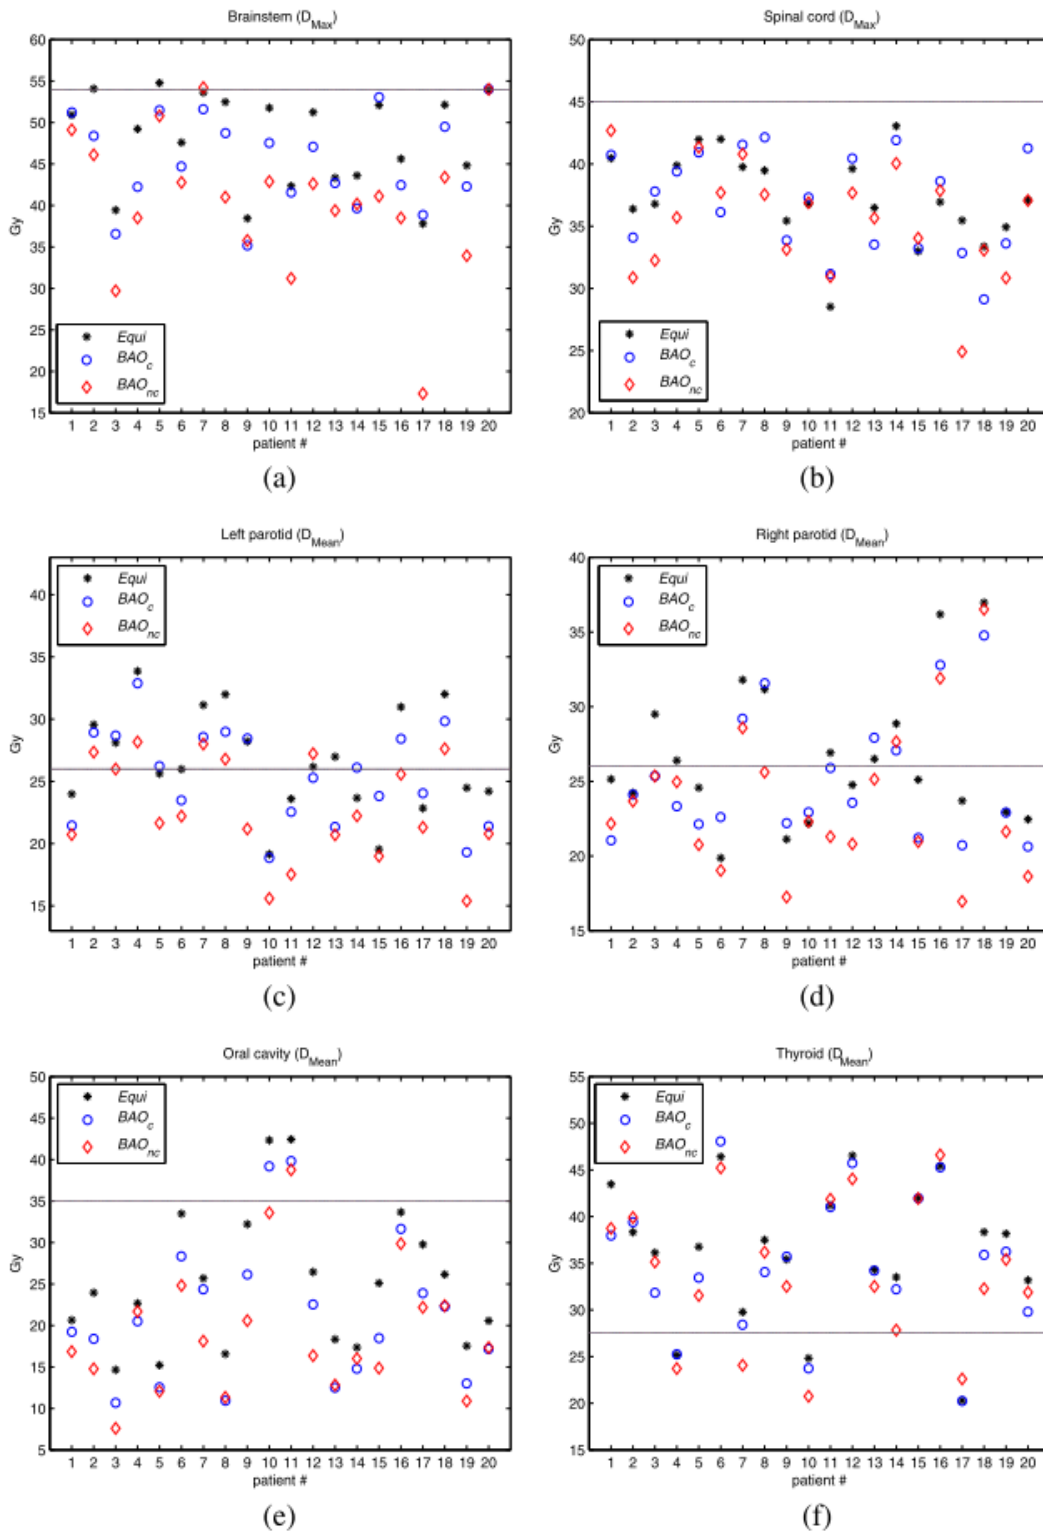 Brainstem (D_Max)
60
55
50
45
40
35
30
25
20
15
Gy
Equi
BAO_c
BAO_nc
1 2 3 4 5 6 7 8 9 10 11 12 13 14 15 16 17 18 19 20
patient #
(a)
Spinal cord (D_Max)
50
45
40
35
30
25
20
Gy
Equi
BAO_c
BAO_nc
1 2 3 4 5 6 7 8 9 10 11 12 13 14 15 16 17 18 19 20
patient #
(b)
Left parotid (D_Mean)
40
35
30
25
20
15
Gy
Equi
BAO_c
BAO_nc
1 2 3 4 5 6 7 8 9 10 11 12 13 14 15 16 17 18 19 20
patient #
(c)
Right parotid (D_Mean)
40
35
30
25
20
15
Gy
Equi
BAO_c
BAO_nc
1 2 3 4 5 6 7 8 9 10 11 12 13 14 15 16 17 18 19 20
patient #
(d)
Oral cavity (D_Mean)
50
45
40
35
30
25
20
15
10
5
Gy
Equi
BAO_c
BAO_nc
1 2 3 4 5 6 7 8 9 10 11 12 13 14 15 16 17 18 19 20
patient #
(e)
Thyroid (D_Mean)
55
50
45
40
35
30
25
20
15
Gy
Equi
BAO_c
BAO_nc
1 2 3 4 5 6 7 8 9 10 11 12 13 14 15 16 17 18 19 20
patient #
(f)